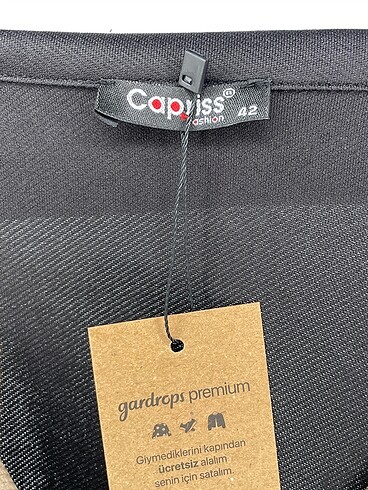 Capriss®
fashion 42
gardrops premium
Giymediklerini kapından
ücretsiz alalım
senin için satalım.